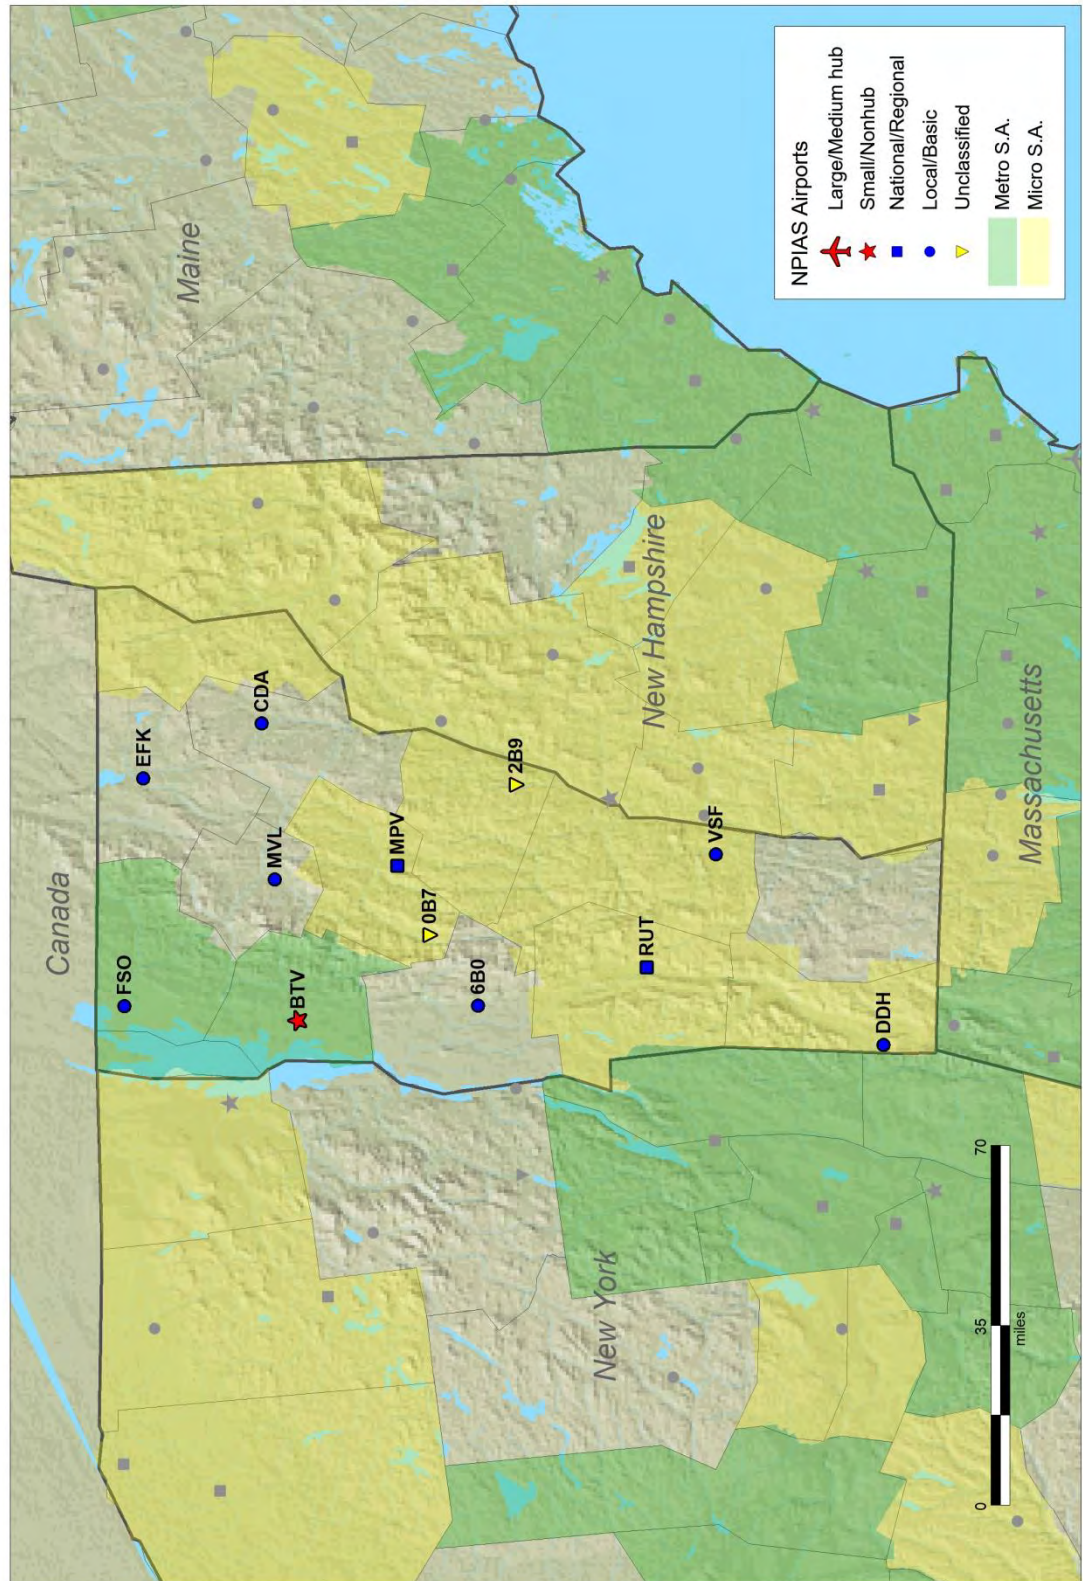 Canada
Maine
EFK
CDA
FSO
MVL
BTV
MPV
0B7
2B9
6B0
New Hampshire
RUT
VSF
New York
DDH
Massachusetts
NPIAS Airports
Large/Medium hub
Small/Nonhub
National/Regional
Local/Basic
Unclassified
Metro S.A.
Micro S.A.
0 35 70
miles